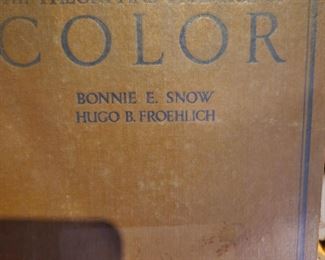 COLOR
BONNIE E. SNOW
HUGO B. FROEHLICH